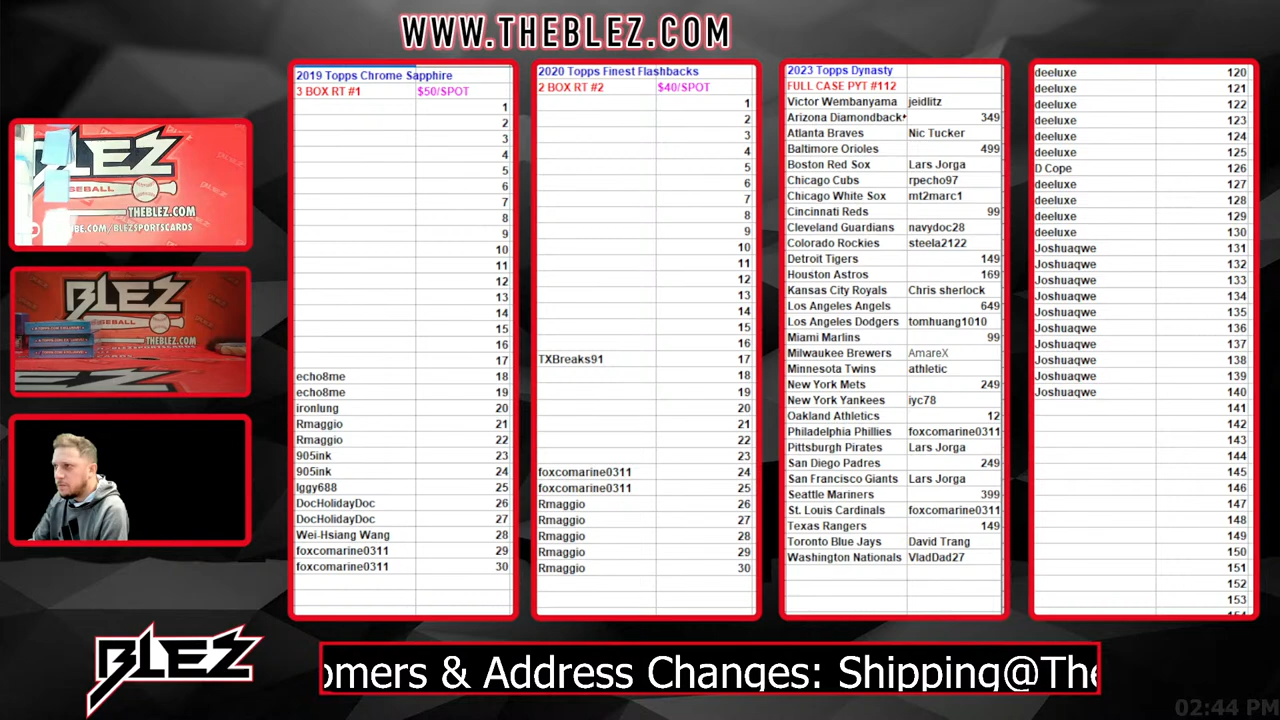 WWW.THEBLEZ.COM
2019 Topps Chrome Sapphire
3 BOX RT #1 $50/SPOT
1
2
3
4
5
6
7
8
9
10
11
12
13
14
15
16
17
echo8me 18
echo8me 19
ironlung 20
Rmaggio 21
Rmaggio 22
905ink 23
905ink 24
Iggy688 25
DocHolidayDoc 26
DocHolidayDoc 27
Wei-Hsiang Wang 28
foxcomarine0311 29
foxcomarine0311 30
2020 Topps Finest Flashbacks
2 BOX RT #2 $40/SPOT
1
2
3
4
5
6
7
8
9
10
11
12
13
14
15
16
TXBreaks91 17
18
19
20
21
22
23
foxcomarine0311 24
foxcomarine0311 25
Rmaggio 26
Rmaggio 27
Rmaggio 28
Rmaggio 29
Rmaggio 30
2023 Topps Dynasty
FULL CASE PYT #112
Victor Wembanyama jeidlitz
Arizona Diamondback 349
Atlanta Braves Nic Tucker
Baltimore Orioles 499
Boston Red Sox Lars Jorga
Chicago Cubs rpecho97
Chicago White Sox mt2marc1
Cincinnati Reds 99
Cleveland Guardians navydoc28
Colorado Rockies steela2122
Detroit Tigers 149
Houston Astros 169
Kansas City Royals Chris sherlock
Los Angeles Angels 649
Los Angeles Dodgers tomhuang1010
Miami Marlins 99
Milwaukee Brewers AmareX
Minnesota Twins athletic
New York Mets 249
New York Yankees iyc78
Oakland Athletics 12
Philadelphia Phillies foxcomarine0311
Pittsburgh Pirates Lars Jorga
San Diego Padres 249
San Francisco Giants Lars Jorga
Seattle Mariners 399
St. Louis Cardinals foxcomarine0311
Texas Rangers 149
Toronto Blue Jays David Trang
Washington Nationals VladDad27
deeluxe 120
deeluxe 121
deeluxe 122
deeluxe 123
deeluxe 124
deeluxe 125
D Cope 126
deeluxe 127
deeluxe 128
deeluxe 129
deeluxe 130
Joshuaqwe 131
Joshuaqwe 132
Joshuaqwe 133
Joshuaqwe 134
Joshuaqwe 135
Joshuaqwe 136
Joshuaqwe 137
Joshuaqwe 138
Joshuaqwe 139
Joshuaqwe 140
141
142
143
144
145
146
147
148
149
150
151
152
153
BLEZ
SEBALL
THEBLEZ.COM
BE.COM/BLEZSPORTSCARDS
BLEZ
BASEBALL
THEBLEZ.COM
BLEZ
omers & Address Changes: Shipping@The
02:44 PM